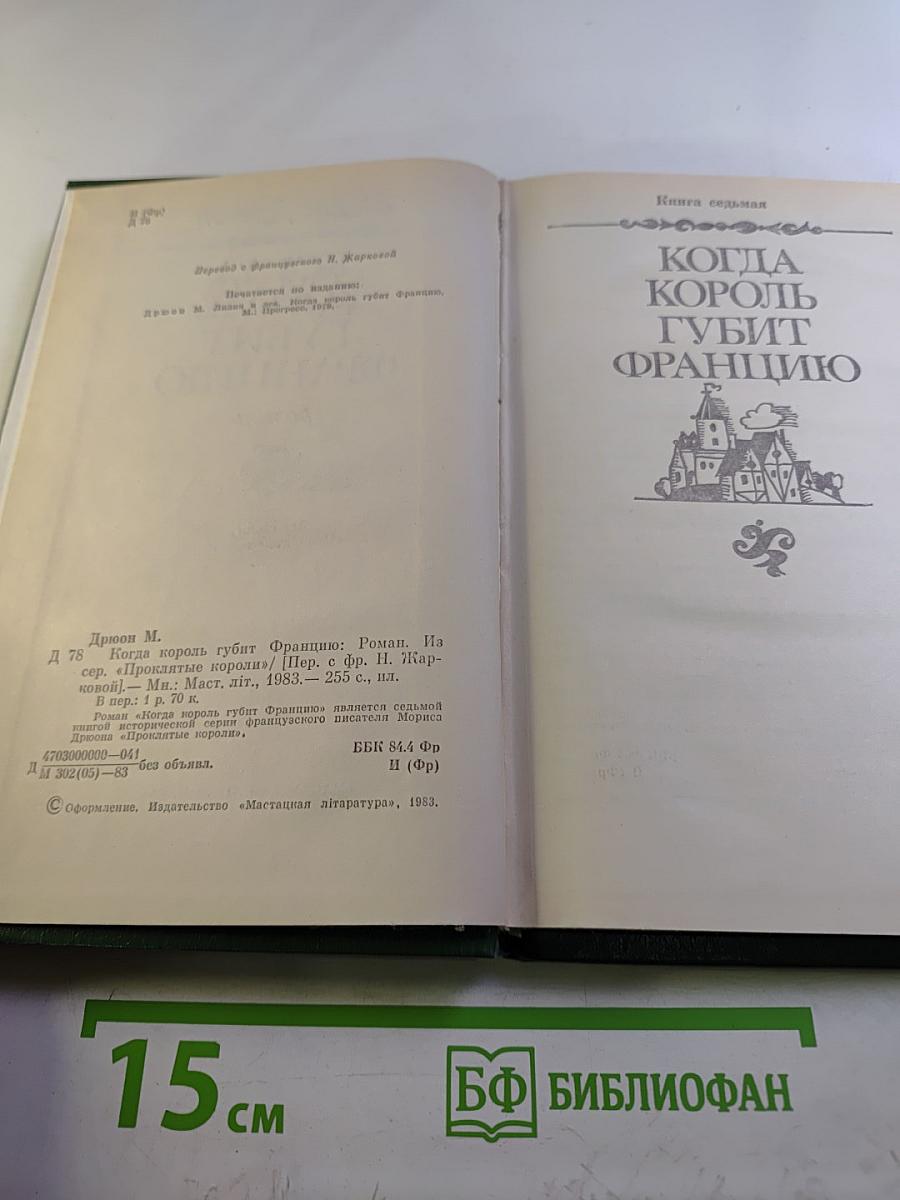 И (Фр)
Д 78
Перевод с французского Н. Жарковой
Печатается по изданию:
Дрюон М. Лилия и лев. Когда король губит Францию.
М.: Прогресс, 1979.
Дрюон М.
Д 78 Когда король губит Францию: Роман. Из
сер. «Проклятые короли»/ [Пер. с фр. Н. Жар-
ковой].— Мн.: Маст. літ., 1983.— 255 с., ил.
В пер.: 1 р. 70 к.
Роман «Когда король губит Францию» является седьмой
книгой исторической серии французского писателя Мориса
Дрюона «Проклятые короли».
Д 4703000000—041
М 302(05)—83 без объявл.
ББК 84.4 Фр
И (Фр)
© Оформление, Издательство «Мастацкая літаратура», 1983.
Книга седьмая
КОГДА
КОРОЛЬ
ГУБИТ
ФРАНЦИЮ
15 см
БФ БИБЛИОФАН